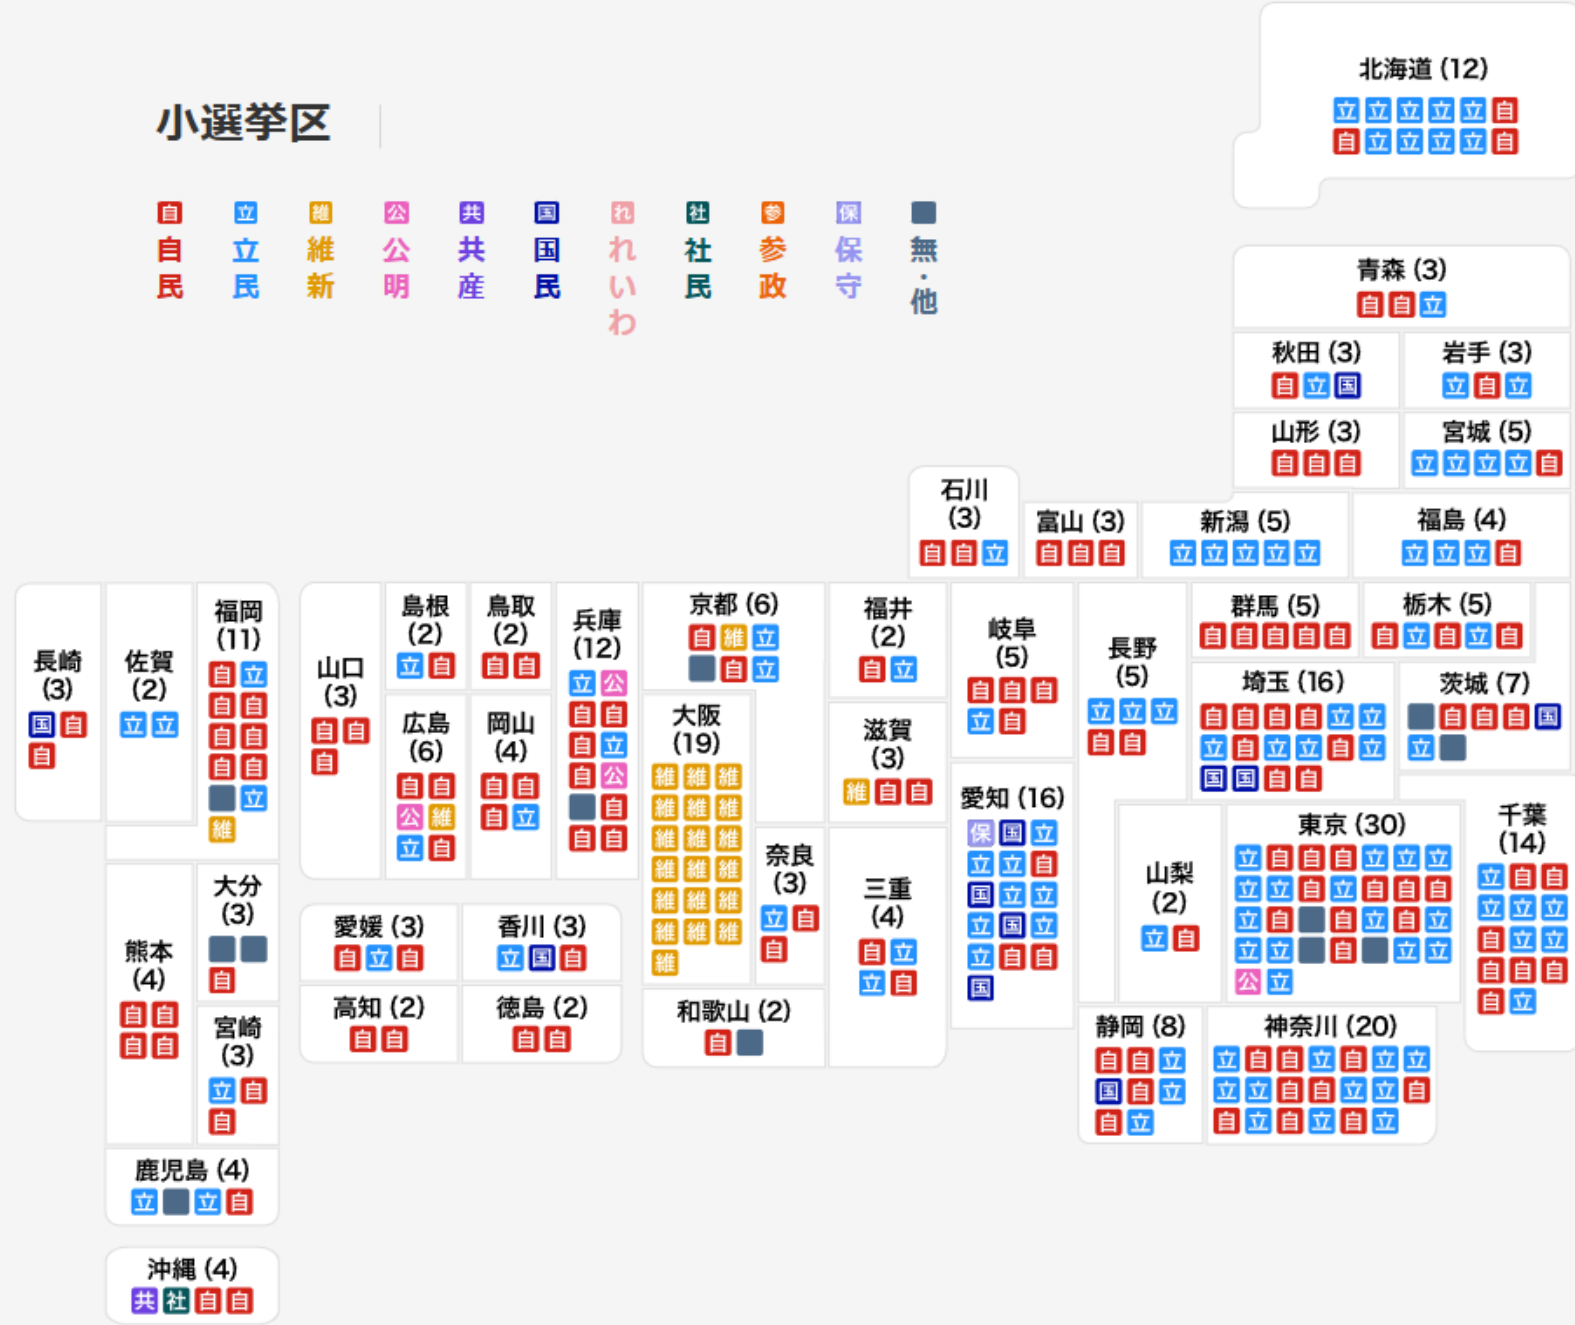 小選挙区
自 立 維 公 共 国 れ 社 参 保
自民 立民 維新 公明 共産 国民 れいわ 社民 参政 保守 無・他
北海道 (12)
立立立立立自
自立立立立自
青森 (3)
自自立
秋田 (3)
自立国
岩手 (3)
立自立
山形 (3)
自自自
宮城 (5)
立立立立自
石川
(3)
自自立
富山 (3)
自自自
新潟 (5)
立立立立立
福島 (4)
立立立自
長崎
(3)
国自
自
佐賀
(2)
立立
福岡
(11)
自立
自自
自自
自自
立
維
山口
(3)
自自
自
島根
(2)
立自
鳥取
(2)
自自
兵庫
(12)
立公
自自
自立
自公
自
自自
京都 (6)
自維立
自立
福井
(2)
自立
岐阜
(5)
自自自
立自
長野
(5)
立立立
自自
群馬 (5)
自自自自自
栃木 (5)
自立自立自
広島
(6)
自自
公維
立自
岡山
(4)
自自
自立
大阪
(19)
維維維
維維維
維維維
維維維
維維維
維維維
維
滋賀
(3)
維自自
埼玉 (16)
自自自自立立
立自立立自立
国国自自
茨城 (7)
自自自国
立
愛知 (16)
保国立
立立自
国立立
立国立
立自自
国
奈良
(3)
立自
自
三重
(4)
自立
立自
山梨
(2)
立自
東京 (30)
立自自自立立立
立立自立自自自
立自自立自立
立立自立立
公立
千葉
(14)
立自自
立立立
自立立
自自自
自立
熊本
(4)
自自
自自
大分
(3)
自
愛媛 (3)
自立自
香川 (3)
立国自
高知 (2)
自自
徳島 (2)
自自
和歌山 (2)
自
静岡 (8)
自自立
国自立
自立
神奈川 (20)
立自自立自立立
立立自自立立自
自立自立自立
宮崎
(3)
立自
自
鹿児島 (4)
立立自
沖縄 (4)
共社自自